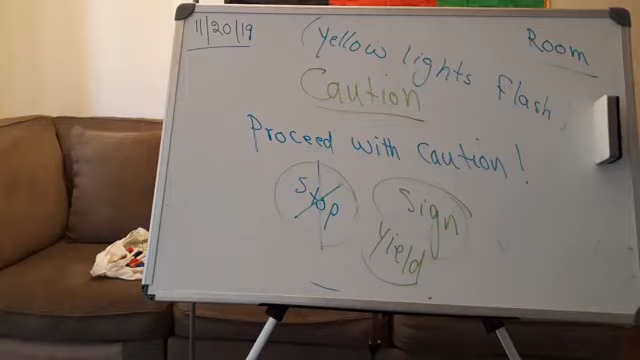 11/20/19
Room
(yellow lights flash,
Caution
Proceed with caution!
Stop
Sign
Yield